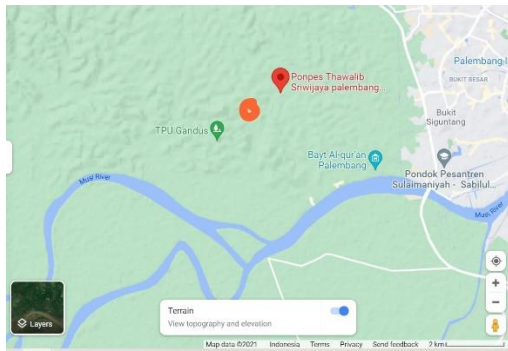 Palembang I
Ponpes Thawalib
Sriwijaya palembang...
BUKIT BESAR
Bukit
Siguntang
TPU Gandus
Bayt Al-qur'an
Palembang
Pondok Pesantren
Sulaimaniyah - Sabilul...
Musi River
Musi River
Layers
Terrain
View topography and elevation
Map data ©2021 Indonesia Terms Privacy Send feedback 2 km